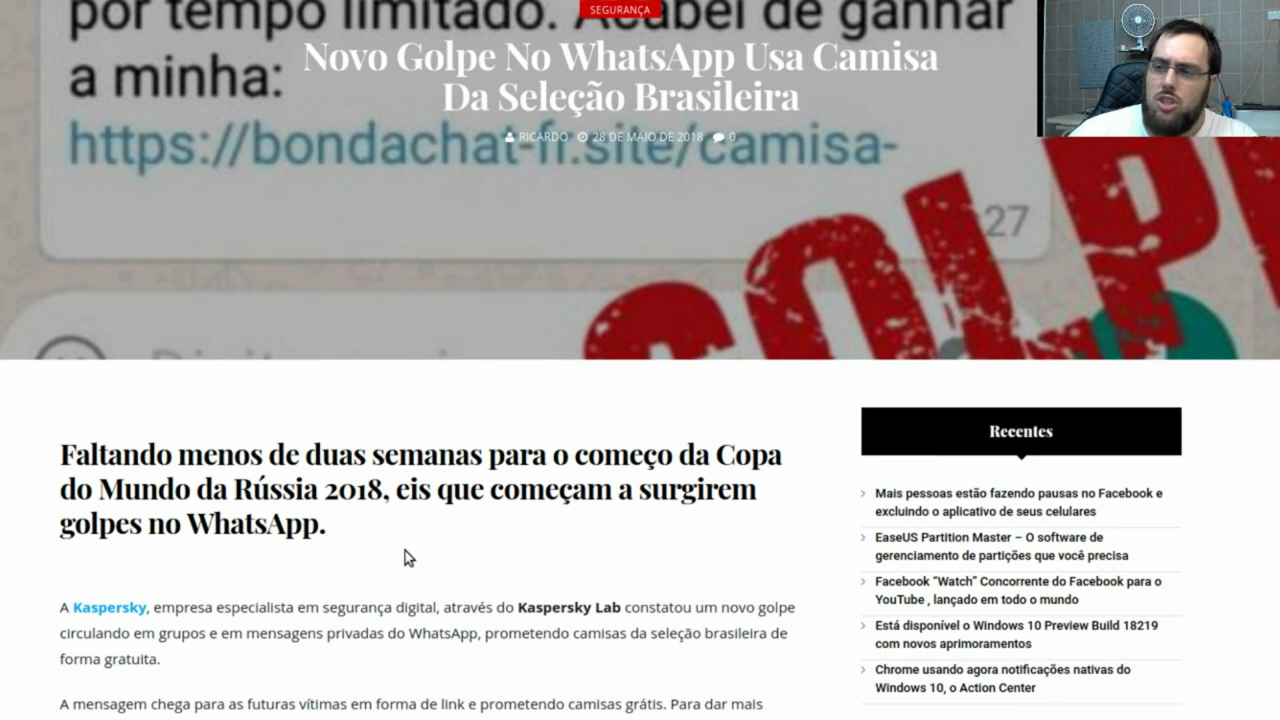 por tempo limitado. Acabei de ganhar
a minha:
https://bondachat-fi.site/camisa-
27
SEGURANÇA
Novo Golpe No WhatsApp Usa Camisa
Da Seleção Brasileira
RICARDO 28 DE MAIO DE 2018 0
GOLPE
Faltando menos de duas semanas para o começo da Copa
do Mundo da Rússia 2018, eis que começam a surgirem
golpes no WhatsApp.
A Kaspersky, empresa especialista em segurança digital, através do Kaspersky Lab constatou um novo golpe
circulando em grupos e em mensagens privadas do WhatsApp, prometendo camisas da seleção brasileira de
forma gratuita.
A mensagem chega para as futuras vítimas em forma de link e prometendo camisas grátis. Para dar mais
Recentes
Mais pessoas estão fazendo pausas no Facebook e
excluindo o aplicativo de seus celulares
EaseUS Partition Master – O software de
gerenciamento de partições que você precisa
Facebook “Watch” Concorrente do Facebook para o
YouTube , lançado em todo o mundo
Está disponível o Windows 10 Preview Build 18219
com novos aprimoramentos
Chrome usando agora notificações nativas do
Windows 10, o Action Center